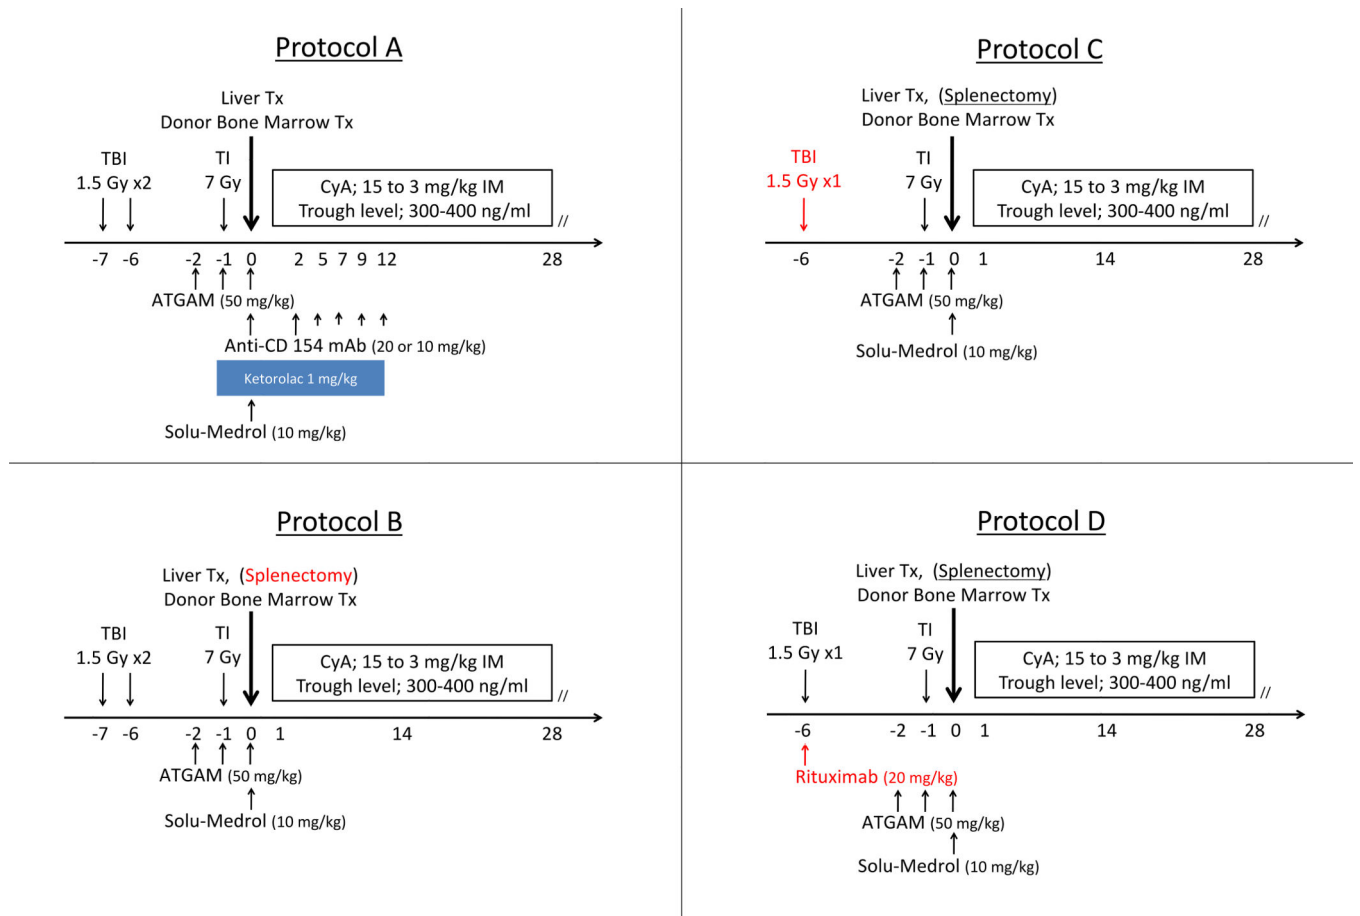 Protocol A
Liver Tx
Donor Bone Marrow Tx
TBI
1.5 Gy x2
TI
7 Gy
CyA; 15 to 3 mg/kg IM
Trough level; 300-400 ng/ml
//
-7 -6 -2 -1 0 2 5 7 9 12 28
ATGAM (50 mg/kg)
Anti-CD 154 mAb (20 or 10 mg/kg)
Ketorolac 1 mg/kg
Solu-Medrol (10 mg/kg)
Protocol C
Liver Tx, (Splenectomy)
Donor Bone Marrow Tx
TBI
1.5 Gy x1
TI
7 Gy
CyA; 15 to 3 mg/kg IM
Trough level; 300-400 ng/ml
//
-6 -2 -1 0 1 14 28
ATGAM (50 mg/kg)
Solu-Medrol (10 mg/kg)
Protocol B
Liver Tx, (Splenectomy)
Donor Bone Marrow Tx
TBI
1.5 Gy x2
TI
7 Gy
CyA; 15 to 3 mg/kg IM
Trough level; 300-400 ng/ml
//
-7 -6 -2 -1 0 1 14 28
ATGAM (50 mg/kg)
Solu-Medrol (10 mg/kg)
Protocol D
Liver Tx, (Splenectomy)
Donor Bone Marrow Tx
TBI
1.5 Gy x1
TI
7 Gy
CyA; 15 to 3 mg/kg IM
Trough level; 300-400 ng/ml
//
-6 -2 -1 0 1 14 28
Rituximab (20 mg/kg)
ATGAM (50 mg/kg)
Solu-Medrol (10 mg/kg)